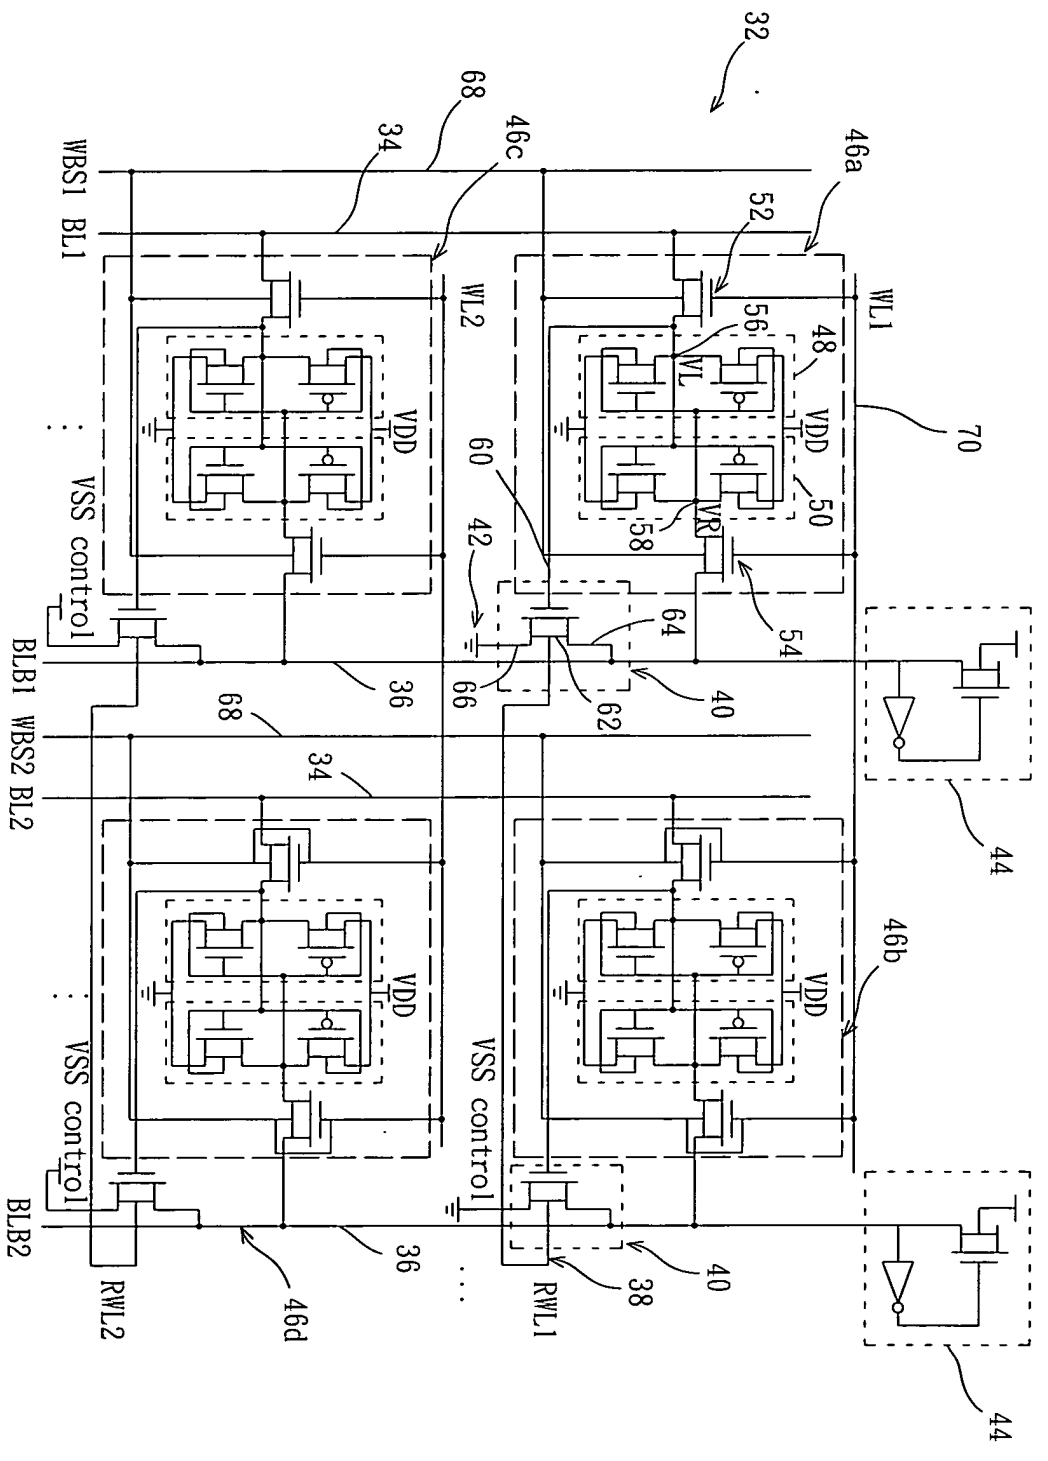 44
44
70
WL1
46b
46a
48
VDD
50
VDD
54
32
52
56
40
40
VR
VL
64
58
38
62
RWL1
46c
60
42
VSS control
68
WL2
66
...
VDD
36
VDD
36
34
34
46d
68
RWL2
...
VSS control
...
VSS control
WBS1
BL1
BLB1
WBS2
BL2
BLB2